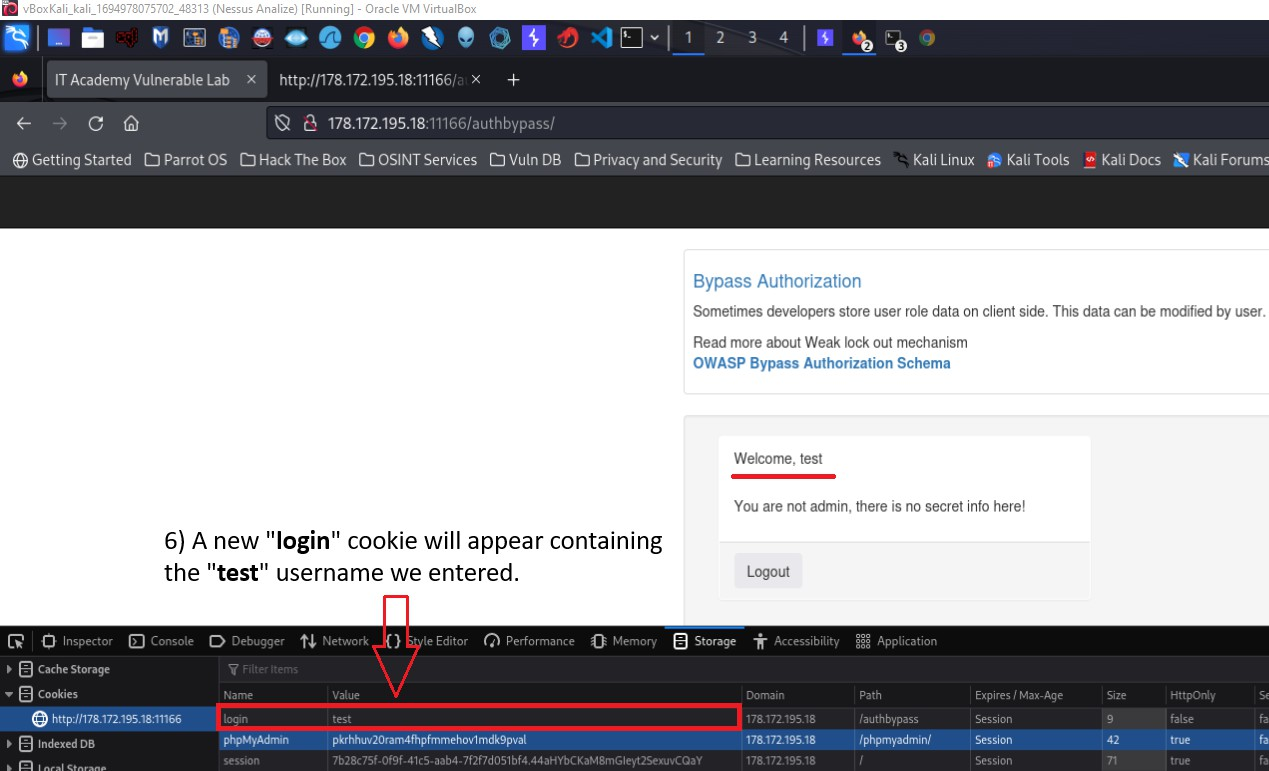 vBoxKali_kali_1694978075702_48313 (Nessus Analize) [Running] - Oracle VM VirtualBox
1 2 3 4 2 3
IT Academy Vulnerable Lab × http://178.172.195.18:11166/a × +
178.172.195.18:11166/authbypass/
Getting Started Parrot OS Hack The Box OSINT Services Vuln DB Privacy and Security Learning Resources Kali Linux Kali Tools Kali Docs Kali Forums
Bypass Authorization
Sometimes developers store user role data on client side. This data can be modified by user.
Read more about Weak lock out mechanism
OWASP Bypass Authorization Schema
Welcome, test
You are not admin, there is no secret info here!
Logout
6) A new "login" cookie will appear containing
the "test" username we entered.
Inspector Console Debugger Network Style Editor Performance Memory Storage Accessibility Application
Cache Storage
Cookies
http://178.172.195.18:11166
Indexed DB
Local Storage
Filter Items
Name Value Domain Path Expires / Max-Age Size HttpOnly Se
login test 178.172.195.18 /authbypass Session 9 false fa
phpMyAdmin pkrhhuv20ram4fhpfmmehov1mdk9pval 178.172.195.18 /phpmyadmin/ Session 42 true fa
session 7b28c75f-0f9f-41c5-aab4-7f2f7d051bf4.44aHYbCKaM8mGIeyt2SexuvCQaY 178.172.195.18 / Session 71 true fa